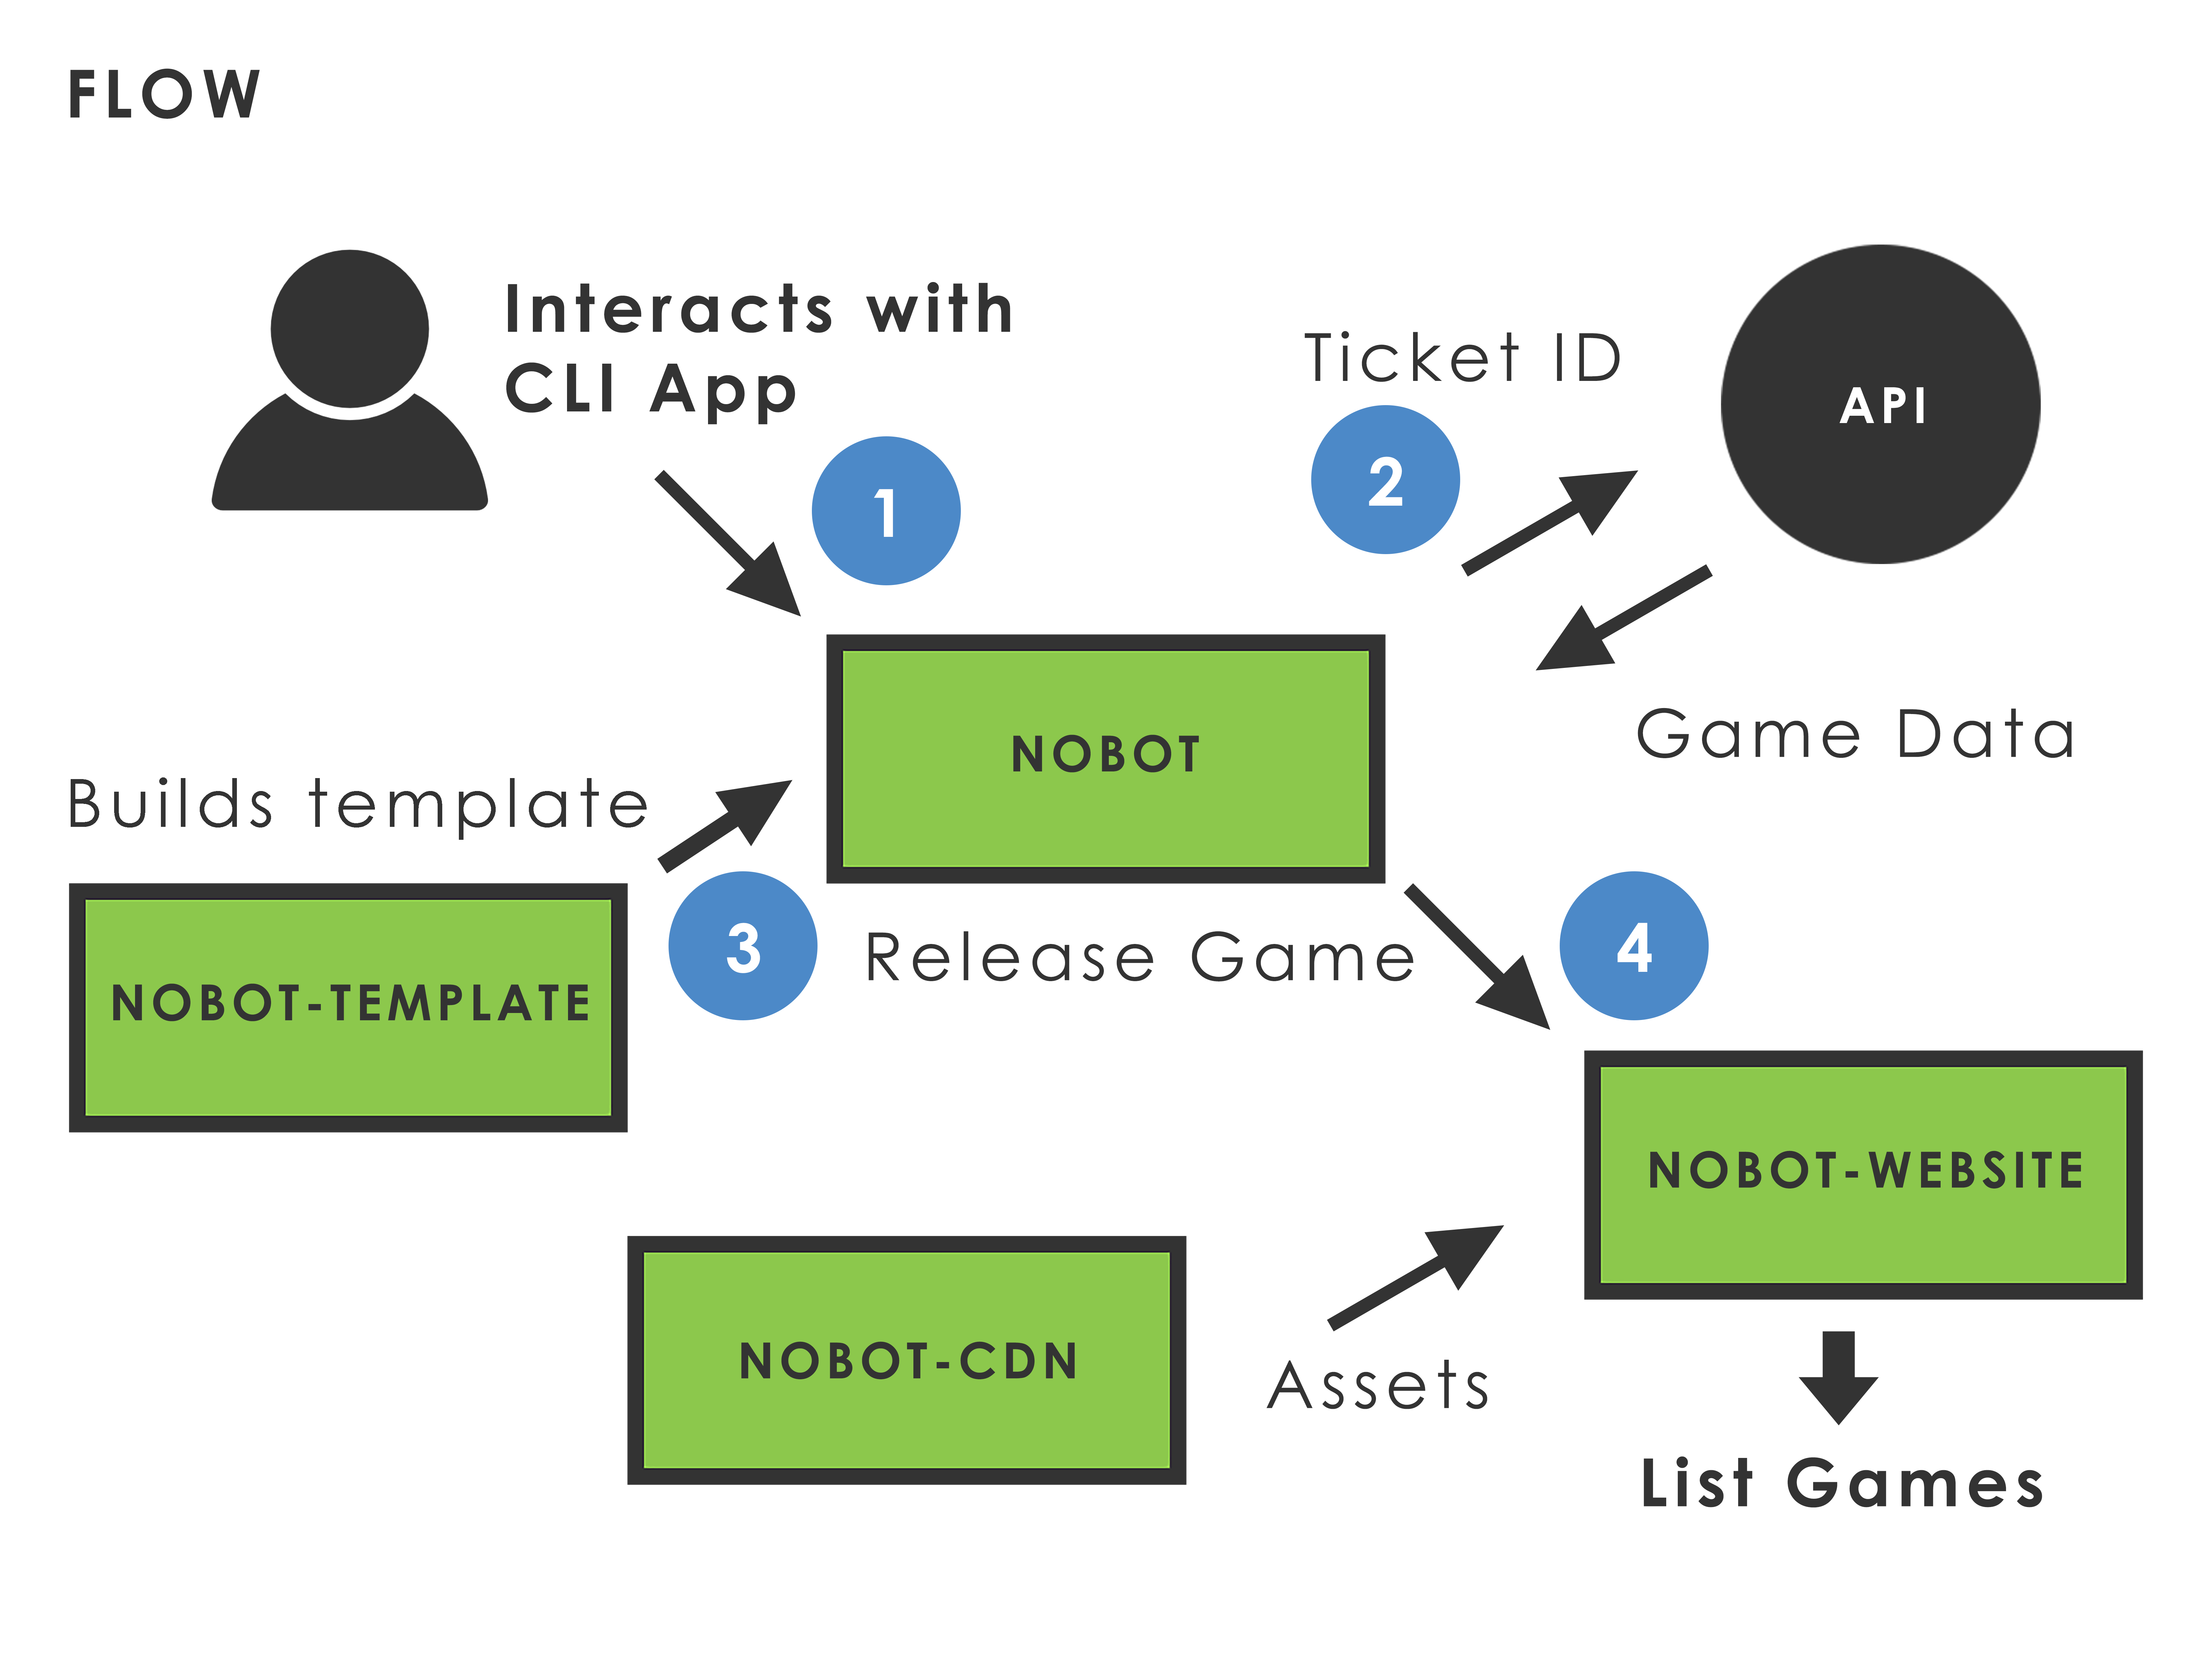 FLOW
Interacts with
CLI App
1
Ticket ID
2
API
NOBOT
Game Data
Builds template
NOBOT-TEMPLATE
3
Release Game
4
NOBOT-WEBSITE
NOBOT-CDN
Assets
List Games